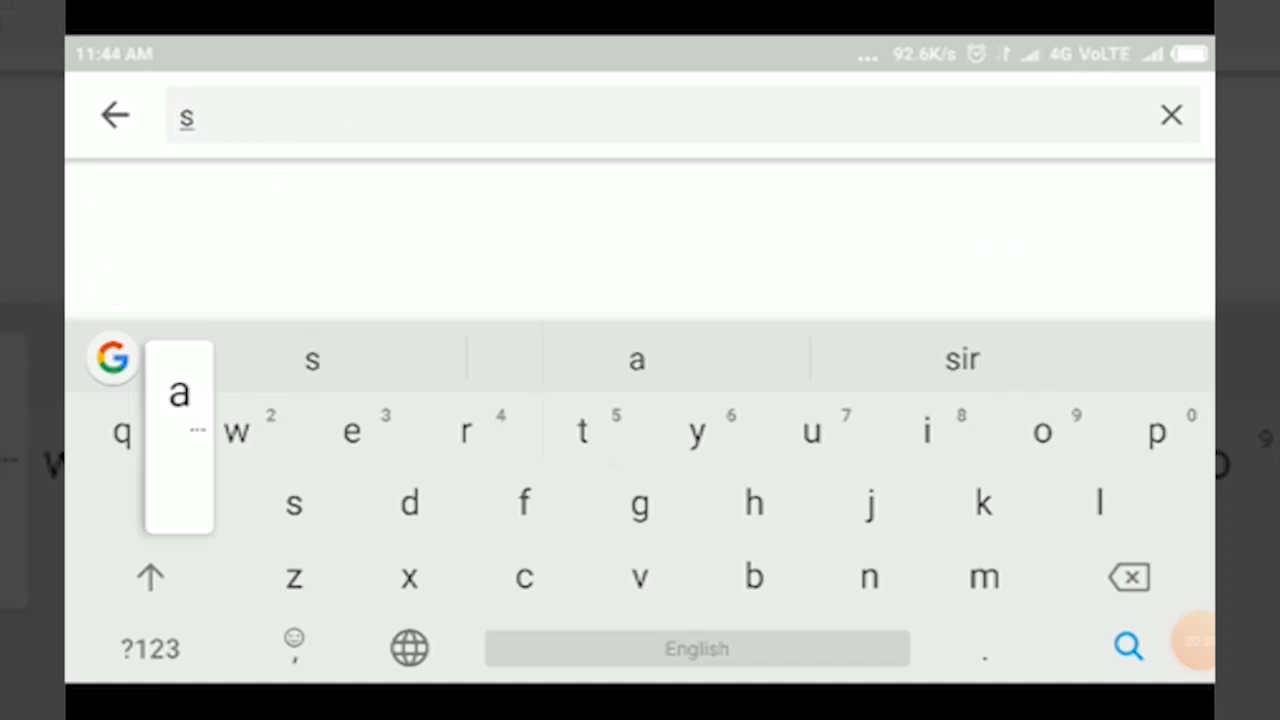 11:44 AM ... 92.6K/s 4G VoLTE
s
s a sir
a
q w 2 e 3 r 4 t 5 y 6 u 7 i 8 o 9 p 0
s d f g h j k l
z x c v b n m
?123 , English .